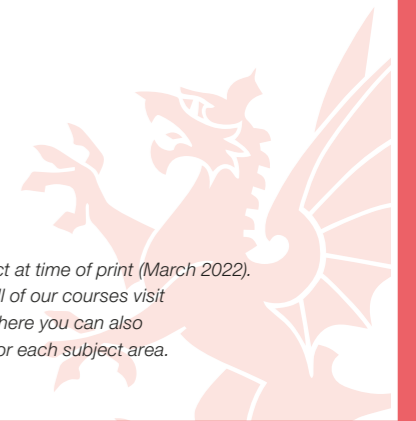 ct at time of print (March 2022).
ll of our courses visit
here you can also
or each subject area.